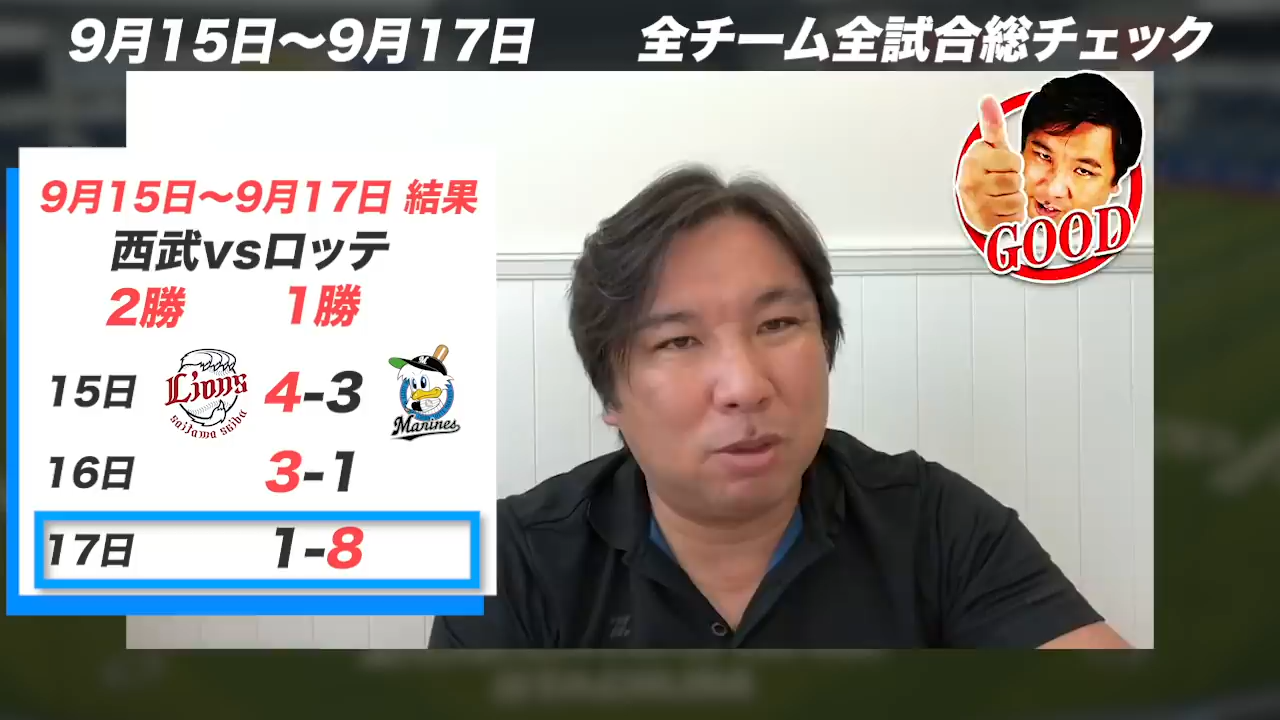 9月15日〜9月17日 全チーム全試合総チェック
GOOD
9月15日〜9月17日 結果
西武vsロッテ
2勝 1勝
15日 Lions saitama seibu 4-3 M Marines
16日 3-1
17日 1-8